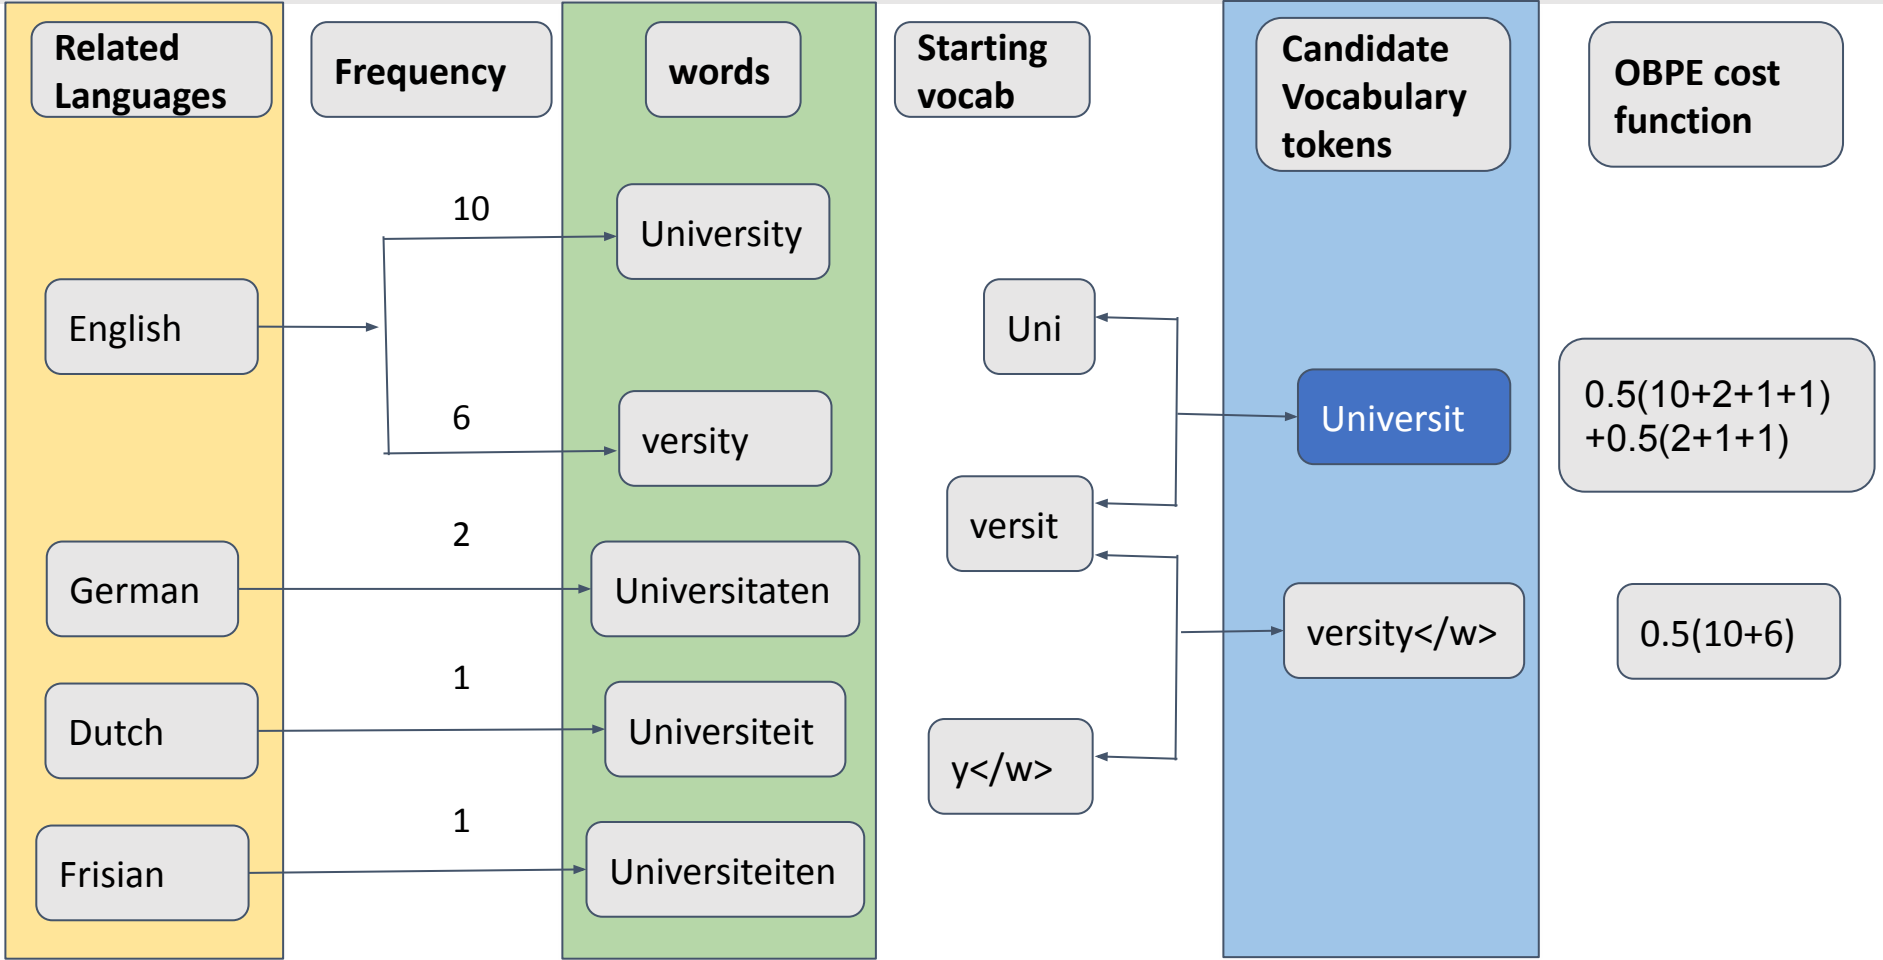 Related
Languages
Frequency
words
Starting
vocab
Candidate
Vocabulary
tokens
OBPE cost
function
10
University
English
Uni
6
versity
Universit
0.5(10+2+1+1)
+0.5(2+1+1)
versit
2
German
Universitaten
versity</w>
0.5(10+6)
1
Dutch
Universiteit
y</w>
1
Frisian
Universiteiten